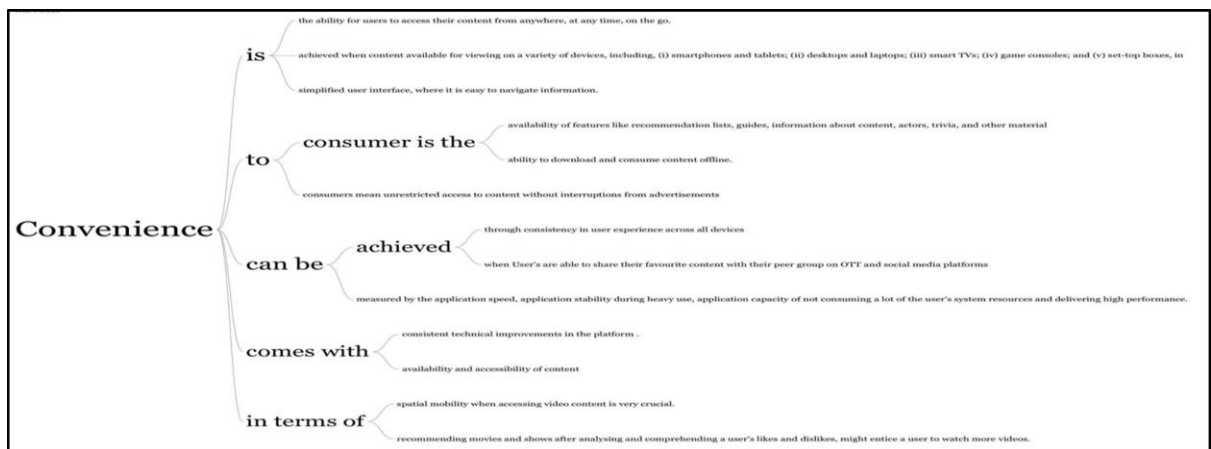 the ability for users to access their content from anywhere, at any time, on the go.
is
achieved when content available for viewing on a variety of devices, including, (i) smartphones and tablets; (ii) desktops and laptops; (iii) smart TVs; (iv) game consoles; and (v) set-top boxes, in
simplified user interface, where it is easy to navigate information.
availability of features like recommendation lists, guides, information about content, actors, trivia, and other material
consumer is the
ability to download and consume content offline.
to
consumers mean unrestricted access to content without interruptions from advertisements
Convenience
through consistency in user experience across all devices
achieved
when User's are able to share their favourite content with their peer group on OTT and social media platforms
can be
measured by the application speed, application stability during heavy use, application capacity of not consuming a lot of the user's system resources and delivering high performance.
consistent technical improvements in the platform .
comes with
availability and accessibility of content
spatial mobility when accessing video content is very crucial.
in terms of
recommending movies and shows after analysing and comprehending a user's likes and dislikes, might entice a user to watch more videos.